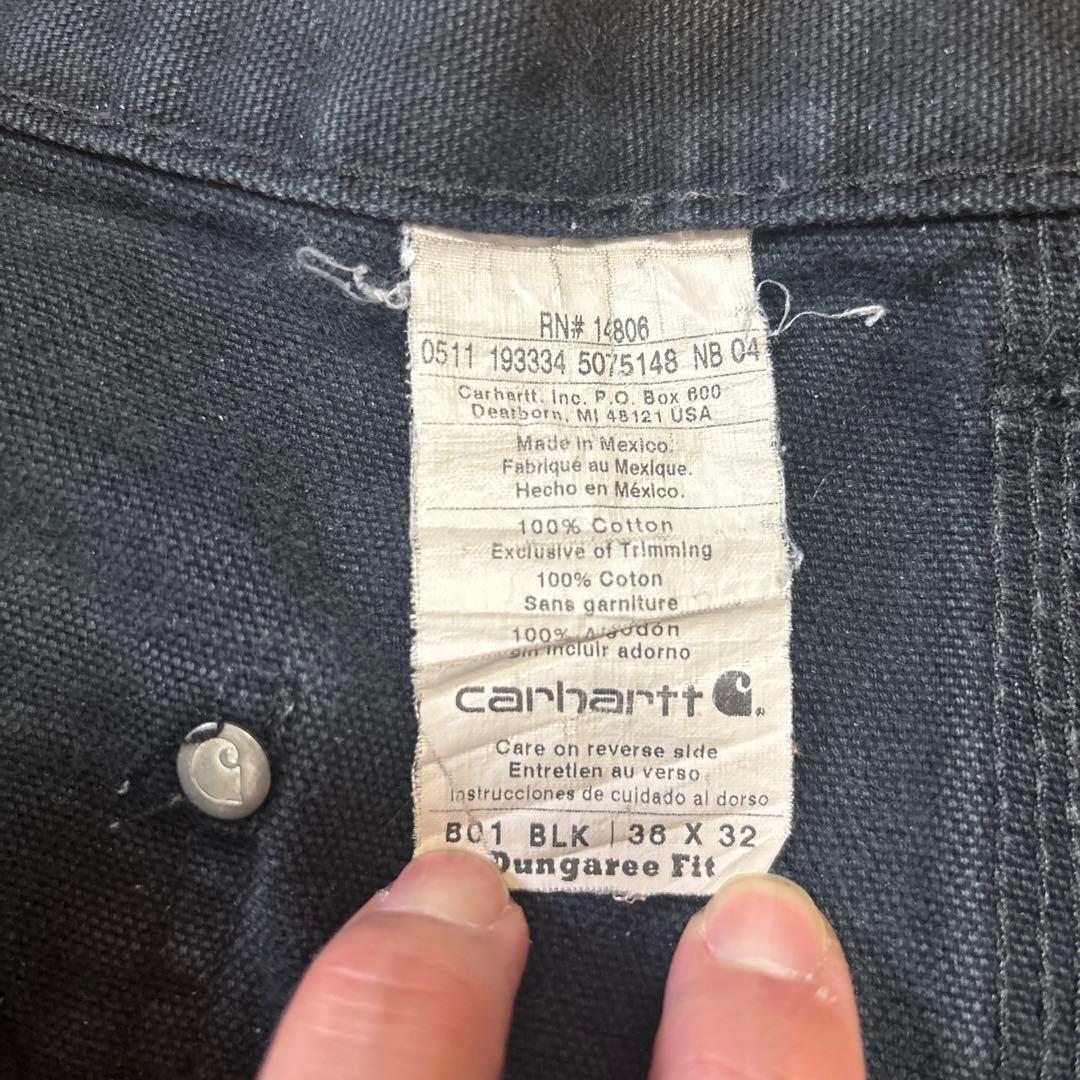 RN# 14806
0511 193334 5075148 NB 04
Carhartt, Inc. P.O. Box 600
Dearborn, MI 48121 USA
Made in Mexico.
Fabriqué au Mexique.
Hecho en México.
100% Cotton
Exclusive of Trimming
100% Coton
Sans garniture
100% Algodón
Sin incluir adorno
carhartt
Care on reverse side
Entretien au verso
Instrucciones de cuidado al dorso
B01 BLK | 36 X 32
Dungaree Fit